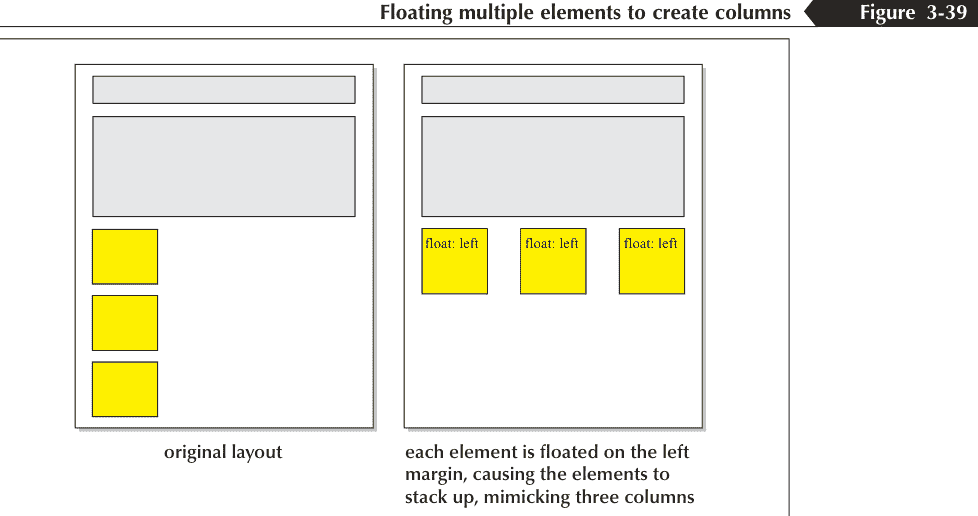 Floating multiple elements to create columns
Figure 3-39
float: left
float: left
float: left
original layout
each element is floated on the left
margin, causing the elements to
stack up, mimicking three columns